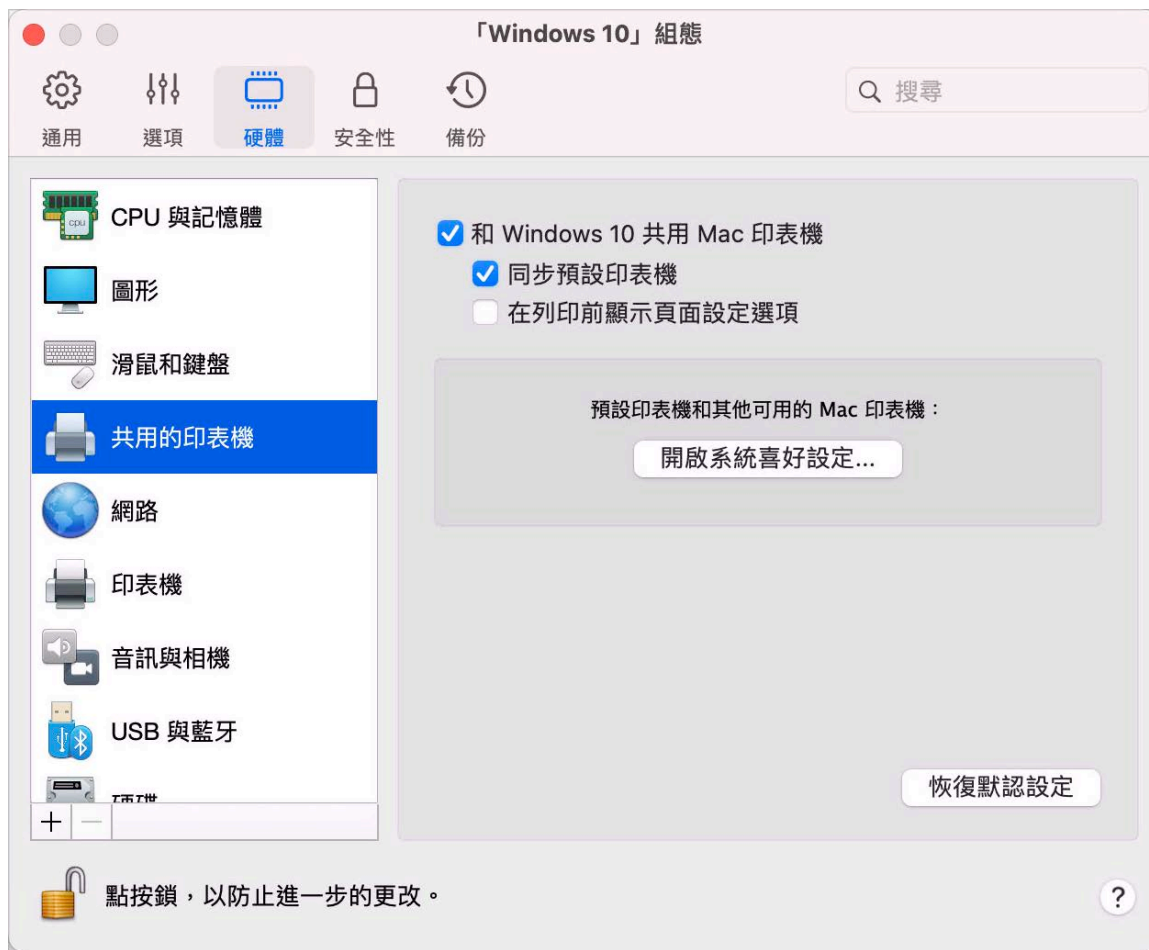 「Windows 10」組態
通用
選項
硬體
安全性
備份
搜尋
CPU 與記憶體
圖形
滑鼠和鍵盤
共用的印表機
網路
印表機
音訊與相機
USB 與藍牙
硬碟
和 Windows 10 共用 Mac 印表機
同步預設印表機
在列印前顯示頁面設定選項
預設印表機和其他可用的 Mac 印表機：
開啟系統喜好設定...
恢復默認設定
點按鎖，以防止進一步的更改。
?